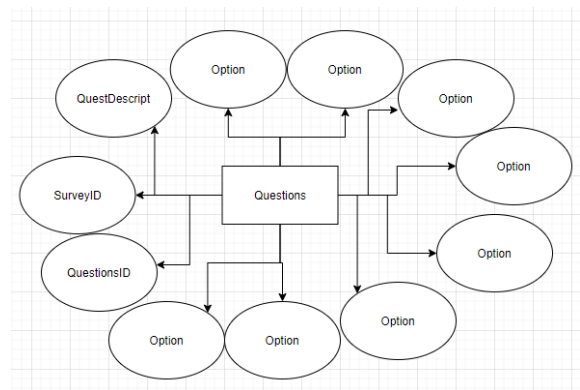 Option
Option
QuestDescript
Option
Option
SurveyID
Questions
Option
QuestionsID
Option
Option
Option